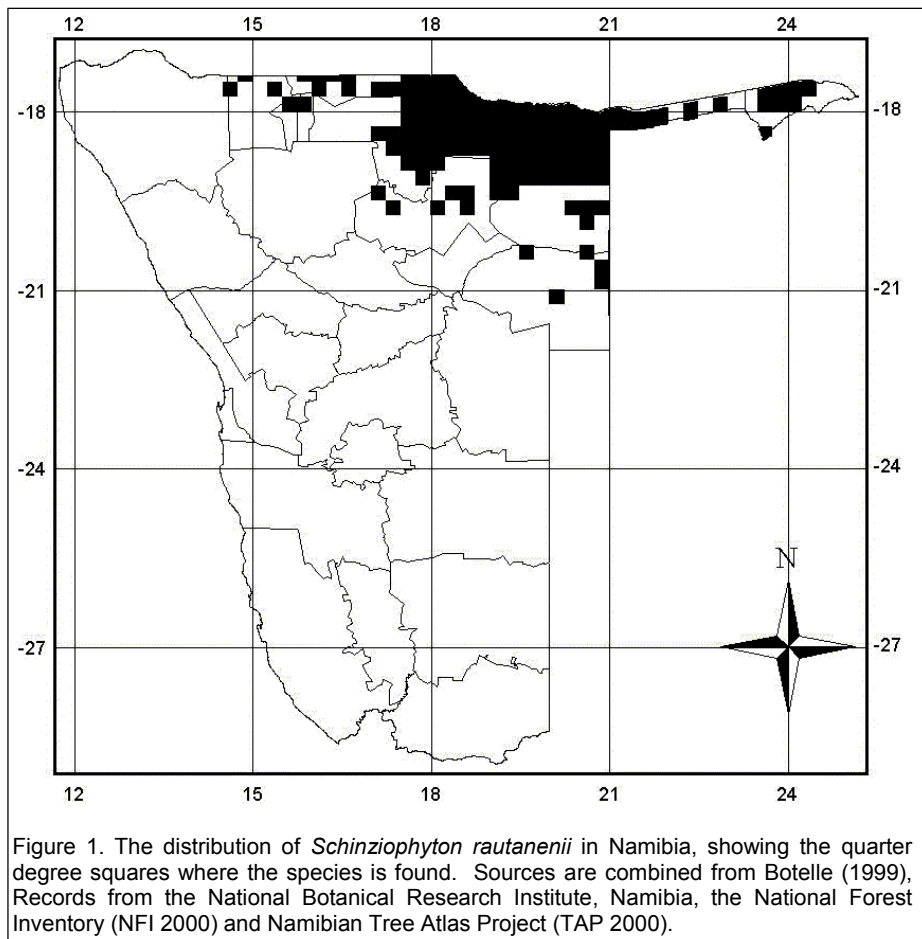 12 15 18 21 24
-18 -18
-21 -21
-24 -24
N
-27 -27
12 15 18 21 24
Figure 1. The distribution of Schinziophyton rautanenii in Namibia, showing the quarter
degree squares where the species is found. Sources are combined from Botelle (1999),
Records from the National Botanical Research Institute, Namibia, the National Forest
Inventory (NFI 2000) and Namibian Tree Atlas Project (TAP 2000).